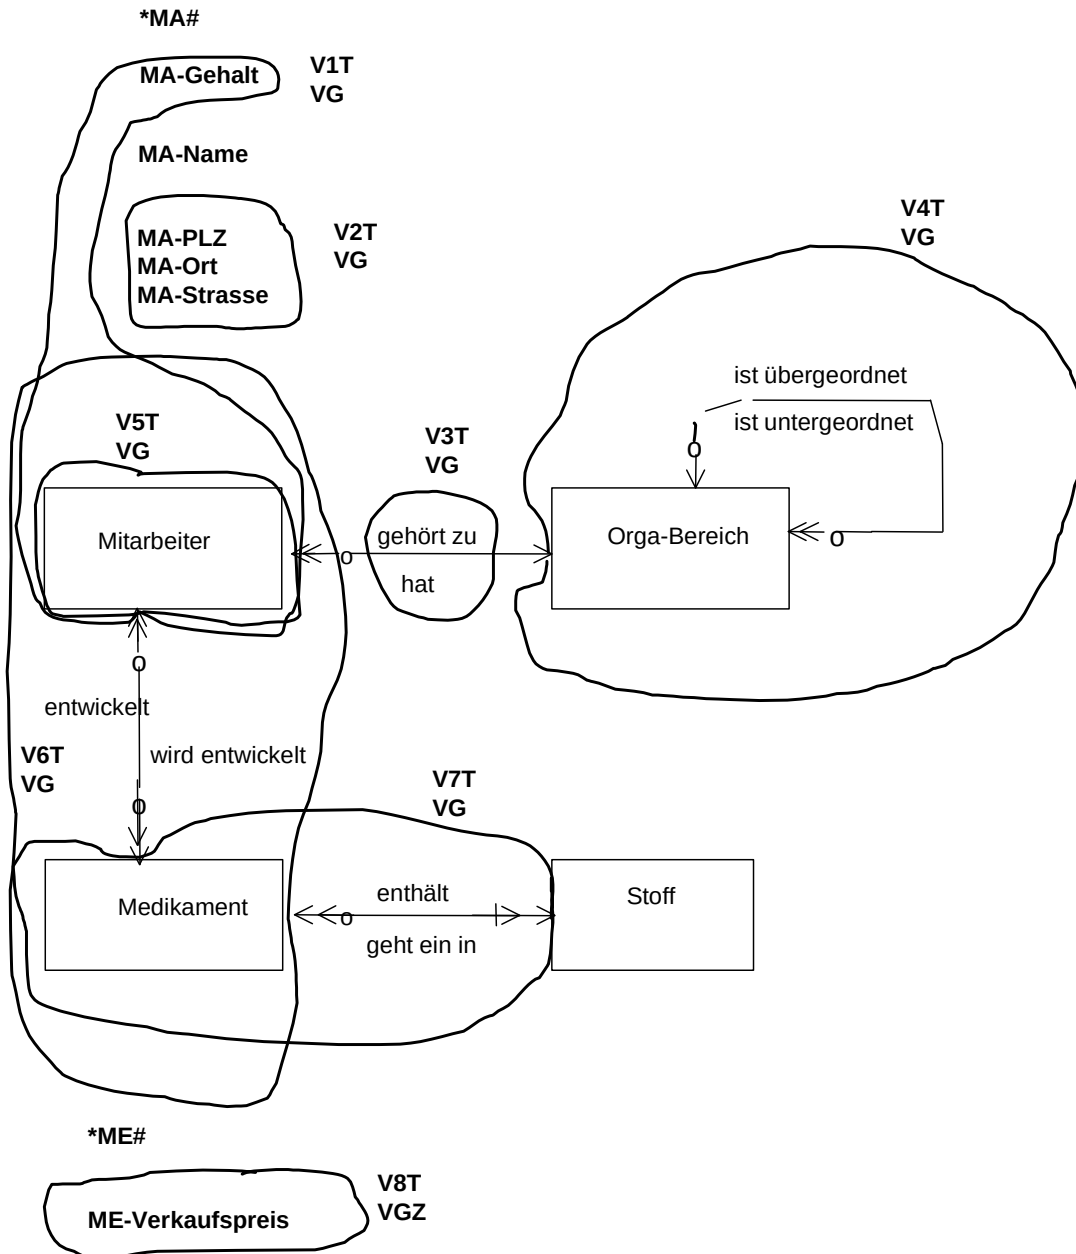 *MA#
MA-Gehalt
V1T
VG
MA-Name
MA-PLZ
MA-Ort
MA-Strasse
V2T
VG
V4T
VG
ist übergeordnet
ist untergeordnet
o
V5T
VG
V3T
VG
Mitarbeiter
o
gehört zu
hat
Orga-Bereich
o
o
entwickelt
wird entwickelt
V6T
VG
o
V7T
VG
Medikament
enthält
o
geht ein in
Stoff
*ME#
ME-Verkaufspreis
V8T
VGZ